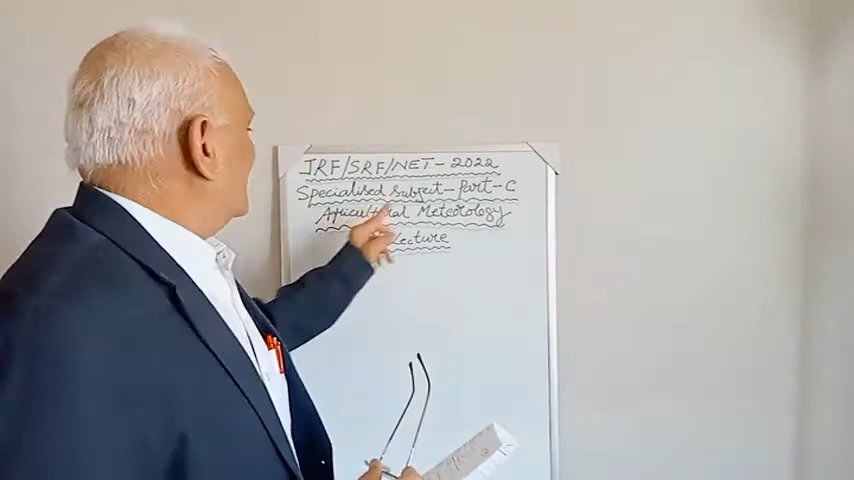 JRF/SRF/NET-2022
Specialised Subject-Part-C
Agricultural Meteorology
Lecture